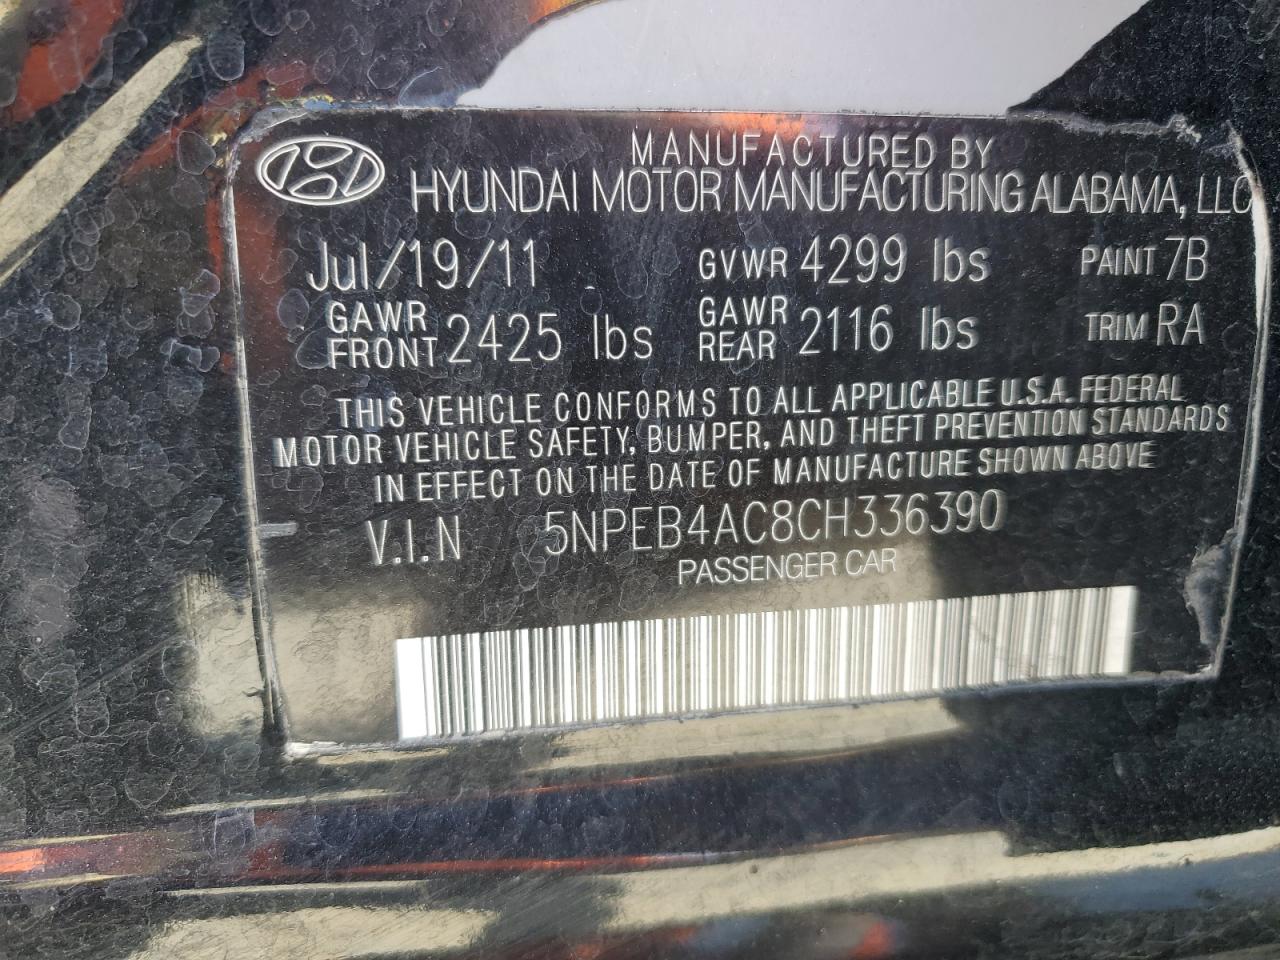 MANUFACTURED BY
HYUNDAI MOTOR MANUFACTURING ALABAMA, LLC
Jul/19/11 GVWR 4299 lbs PAINT 7B
GAWR FRONT 2425 lbs GAWR REAR 2116 lbs TRIM RA
THIS VEHICLE CONFORMS TO ALL APPLICABLE U.S.A. FEDERAL
MOTOR VEHICLE SAFETY, BUMPER, AND THEFT PREVENTION STANDARDS
IN EFFECT ON THE DATE OF MANUFACTURE SHOWN ABOVE
V.I.N 5NPEB4AC8CH336390
PASSENGER CAR